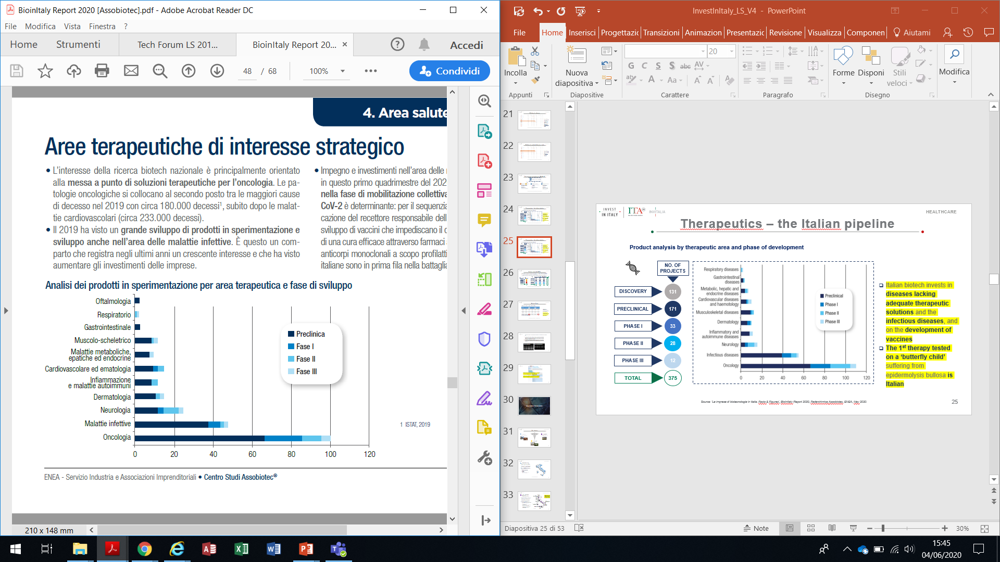 BioinItaly Report 2020 [Assobiotec].pdf - Adobe Acrobat Reader DC
File Modifica Vista Finestra ?
Home Strumenti Tech Forum LS 201... BioinItaly Report 20... × ? Accedi
48 / 68 100% Condividi
4. Area salute
Aree terapeutiche di interesse strategico
• L'interesse della ricerca biotech nazionale è principalmente orientato
alla messa a punto di soluzioni terapeutiche per l'oncologia. Le pa-
tologie oncologiche si collocano al secondo posto tra le maggiori cause
di decesso nel 2019 con circa 180.000 decessi¹, subito dopo le malat-
tie cardiovascolari (circa 233.000 decessi).
• Il 2019 ha visto un grande sviluppo di prodotti in sperimentazione e
sviluppo anche nell'area delle malattie infettive. È questo un com-
parto che registra negli ultimi anni un crescente interesse e che ha visto
aumentare gli investimenti delle imprese.
• Impegno e investimenti nell'area delle
in questo primo quadrimestre del 202
nella fase di mobilitazione collettiva
CoV-2 è determinante: per il sequenzia
cazione del recettore responsabile dell
sviluppo di vaccini che impediscano il c
di una cura efficace attraverso farmaci
anticorpi monoclonali a scopo profilatti
italiane sono in prima fila nella battagli
Analisi dei prodotti in sperimentazione per area terapeutica e fase di sviluppo
Oftalmologia
Respiratorio
Gastrointestinale
Muscolo-scheletrico
Malattie metaboliche,
epatiche ed endocrine
Cardiovascolare ed ematologia
Infiammazione
e malattie autoimmuni
Dermatologia
Neurologia
Malattie infettive
Oncologia
Preclinica
Fase I
Fase II
Fase III
0 20 40 60 80 100 120
1 ISTAT, 2019
ENEA - Servizio Industria e Associazioni Imprenditoriali • Centro Studi Assobiotec®
210 x 148 mm
InvestInItaly_LS_V4 - PowerPoint
File Home Inserisci Progettazic Transizioni Animazion Presentazic Revisione Visualizza Componen Aiutami
Incolla
Nuova
diapositiva
20
G C S S abc AV
A Aa A A
Forme Disponi Stili
veloci
Modifica
Appunti Diapositive Carattere Paragrafo Disegno
21
22
23
24
25
26
27
28
29
30
31
32
33
INVEST
IN ITALY
ITA
INVITALIA
HEALTHCARE
Therapeutics – the Italian pipeline
Product analysis by therapeutic area and phase of development
NO. OF
PROJECTS
DISCOVERY 131
PRECLINICAL 171
PHASE I 33
PHASE II 28
PHASE III 12
TOTAL 375
Respiratory diseases
Gastrointestinal
diseases
Metabolic, hepatic and
endocrine diseases
Cardiovascular diseases
and haemotology
Musculoskeletal diseases
Dermatology
Inflammatory and
autoimmune diseases
Neurology
Infectious diseases
Oncology
Preclinical
Phase I
Phase II
Phase III
0 20 40 60 80 100 120
Italian biotech invests in
diseases lacking
adequate therapeutic
solutions and the
infectious diseases, and
on the development of
vaccines
The 1st therapy tested
on a ‘butterfly child’
suffering from
epidermolysis bullosa is
Italian
Source: 'Le imprese di biotecnologie in Italia. Facts & Figures', BioinItaly Report 2020, Federchimica Assobiotec, ENEA, May 2020.
25
Diapositiva 25 di 53 Note 30%
15:45
04/06/2020